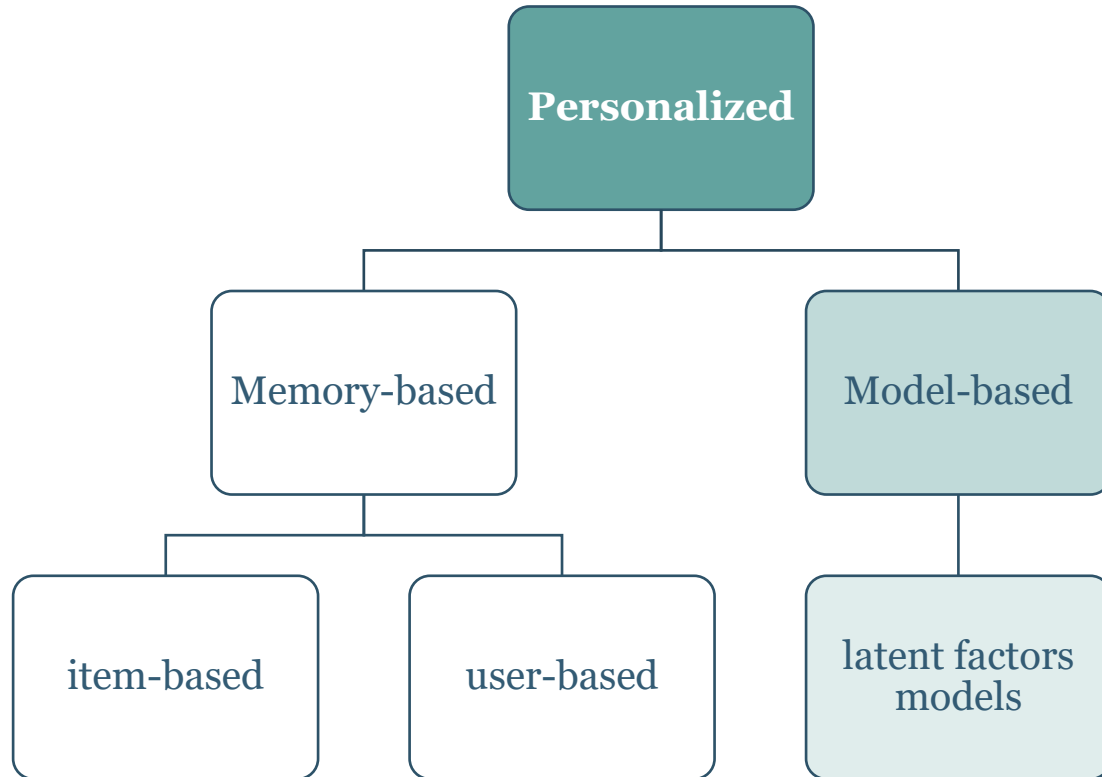 Personalized
Memory-based
Model-based
item-based
user-based
latent factors
models